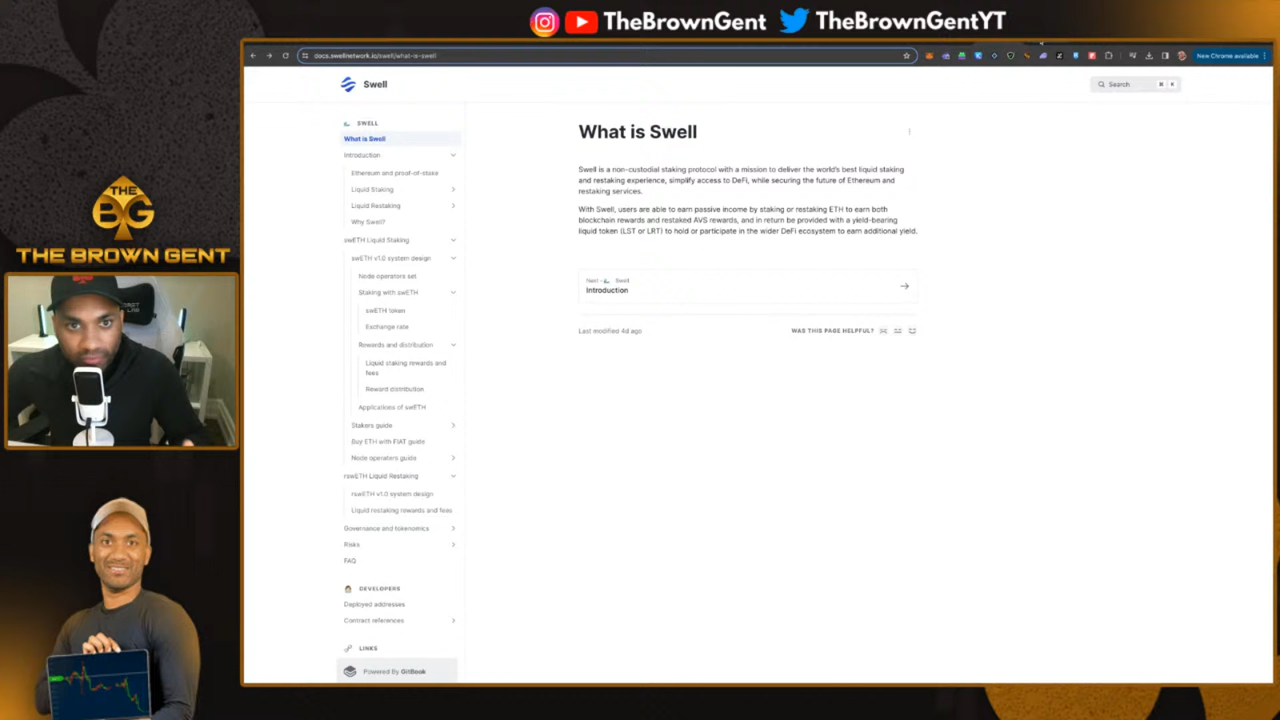 TheBrownGent TheBrownGentYT
docs.swellnetwork.io/swell/what-is-swell
New Chrome available
Swell
Search
⌘ K
THE
BG
THE BROWN GENT
SWELL
What is Swell
Introduction
Ethereum and proof-of-stake
Liquid Staking
Liquid Restaking
Why Swell?
swETH Liquid Staking
swETH v1.0 system design
Node operators set
Staking with swETH
swETH token
Exchange rate
Rewards and distribution
Liquid staking rewards and
fees
Reward distribution
Applications of swETH
Stakers guide
Buy ETH with FIAT guide
Node operators guide
rswETH Liquid Restaking
rswETH v1.0 system design
Liquid restaking rewards and fees
Governance and tokenomics
Risks
FAQ
DEVELOPERS
Deployed addresses
Contract references
LINKS
Powered By GitBook
What is Swell
Swell is a non-custodial staking protocol with a mission to deliver the world's best liquid staking
and restaking experience, simplify access to DeFi, while securing the future of Ethereum and
restaking services.
With Swell, users are able to earn passive income by staking or restaking ETH to earn both
blockchain rewards and restaked AVS rewards, and in return be provided with a yield-bearing
liquid token (LST or LRT) to hold or participate in the wider DeFi ecosystem to earn additional yield.
Next - Swell
Introduction
Last modified 4d ago
WAS THIS PAGE HELPFUL?